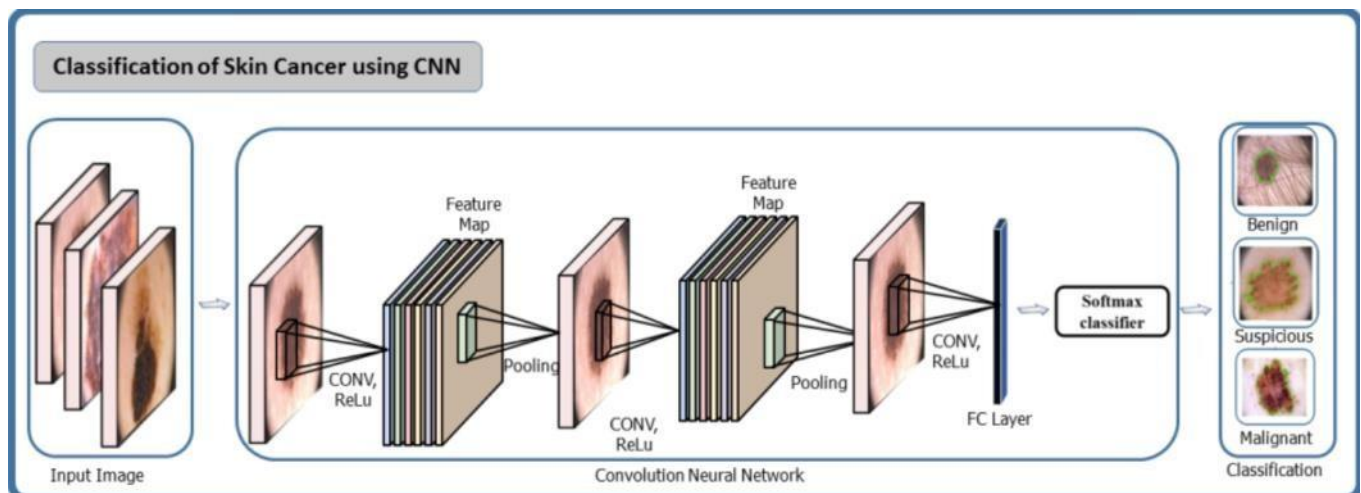 Classification of Skin Cancer using CNN
Input Image
CONV,
ReLu
Feature
Map
Pooling
CONV,
ReLu
Feature
Map
Pooling
CONV,
ReLu
FC Layer
Softmax
classifier
Convolution Neural Network
Benign
Suspicious
Malignant
Classification